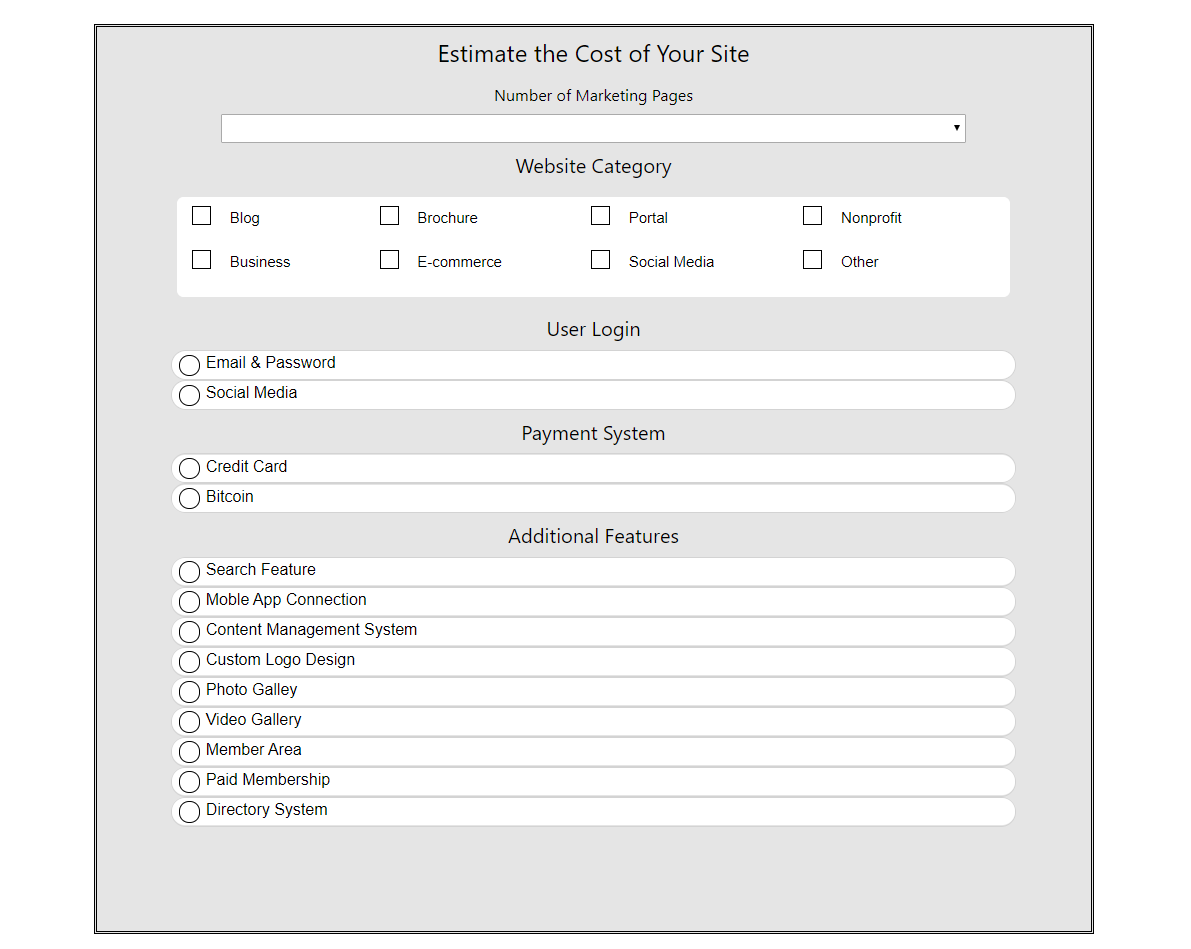 Estimate the Cost of Your Site
Number of Marketing Pages
Website Category
Blog Brochure Portal Nonprofit
Business E-commerce Social Media Other
User Login
Email & Password
Social Media
Payment System
Credit Card
Bitcoin
Additional Features
Search Feature
Moble App Connection
Content Management System
Custom Logo Design
Photo Galley
Video Gallery
Member Area
Paid Membership
Directory System